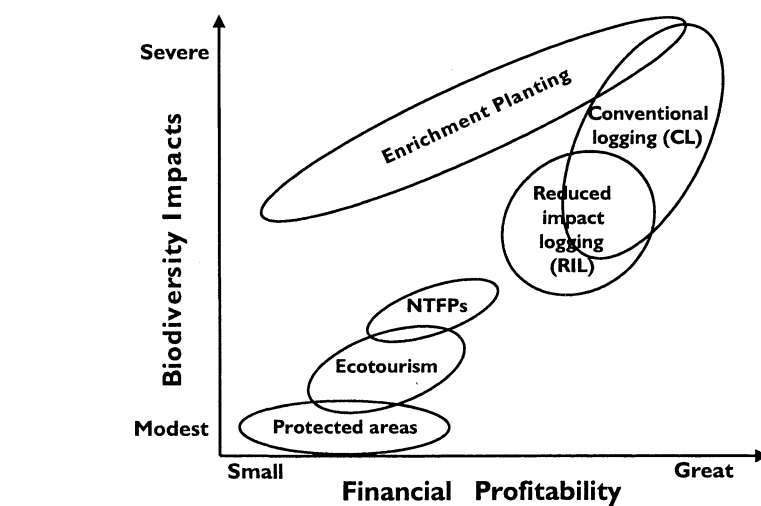 Severe
Biodiversity Impacts
Modest
Enrichment Planting
Conventional
logging (CL)
Reduced
impact
logging
(RIL)
NTFPs
Ecotourism
Protected areas
Small
Great
Financial Profitability